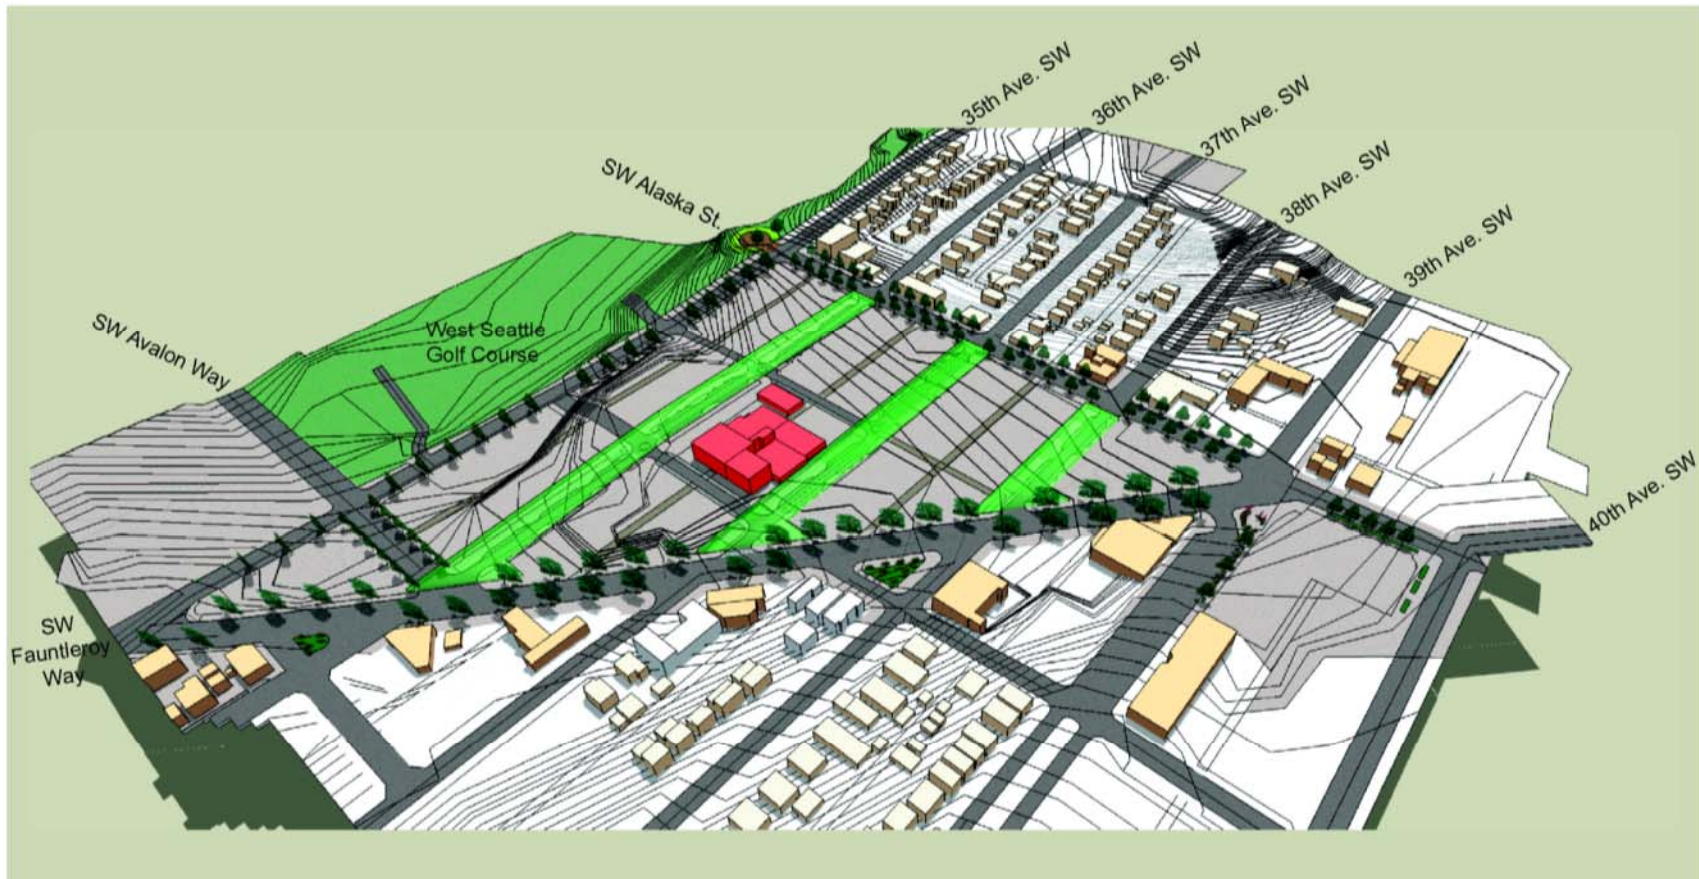 35th Ave. SW
36th Ave. SW
37th Ave. SW
38th Ave. SW
39th Ave. SW
40th Ave. SW
SW Alaska St.
SW Avalon Way
West Seattle
Golf Course
SW
Fauntleroy
Way